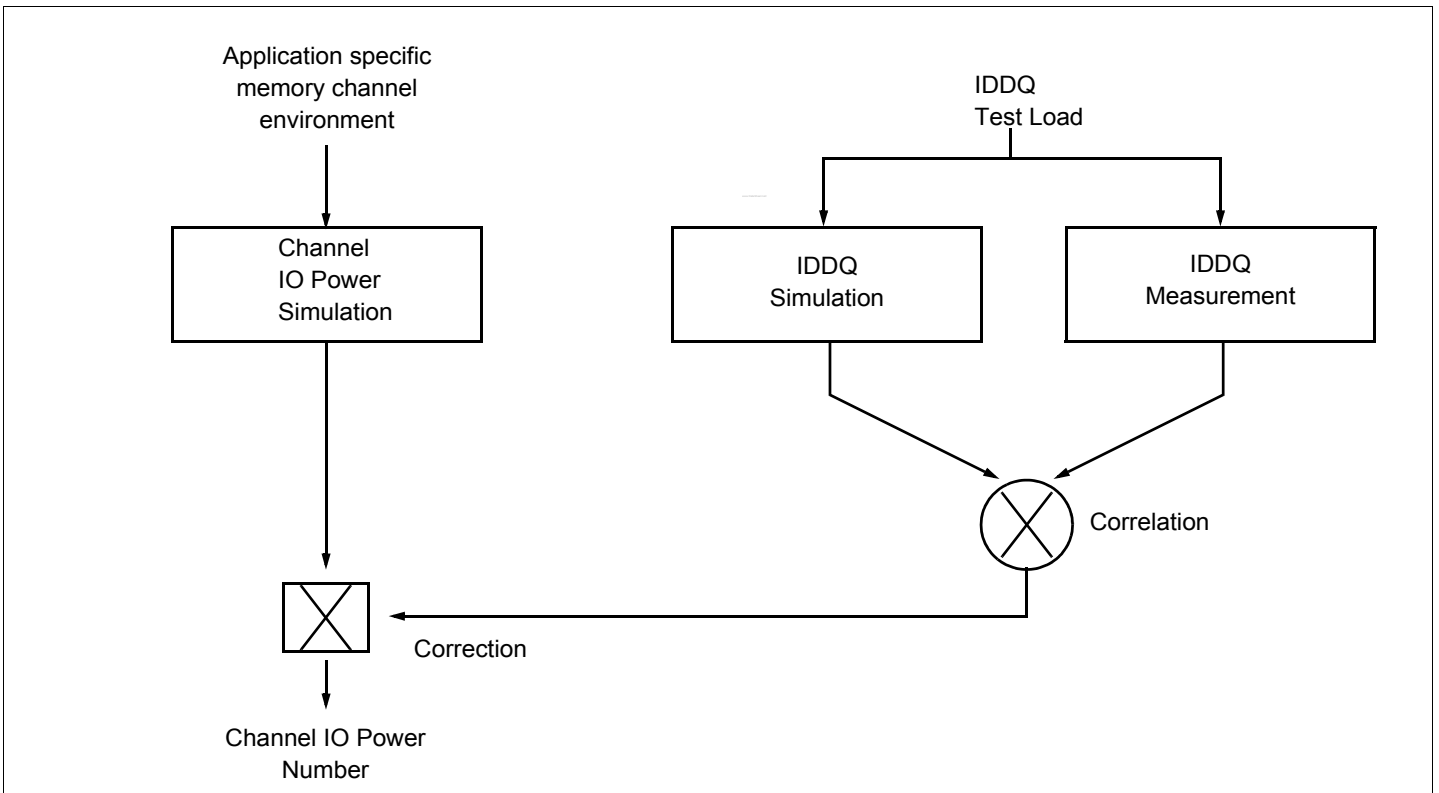 Application specific
memory channel
environment
IDDQ
Test Load
Channel
IO Power
Simulation
IDDQ
Simulation
IDDQ
Measurement
Correlation
Correction
Channel IO Power
Number